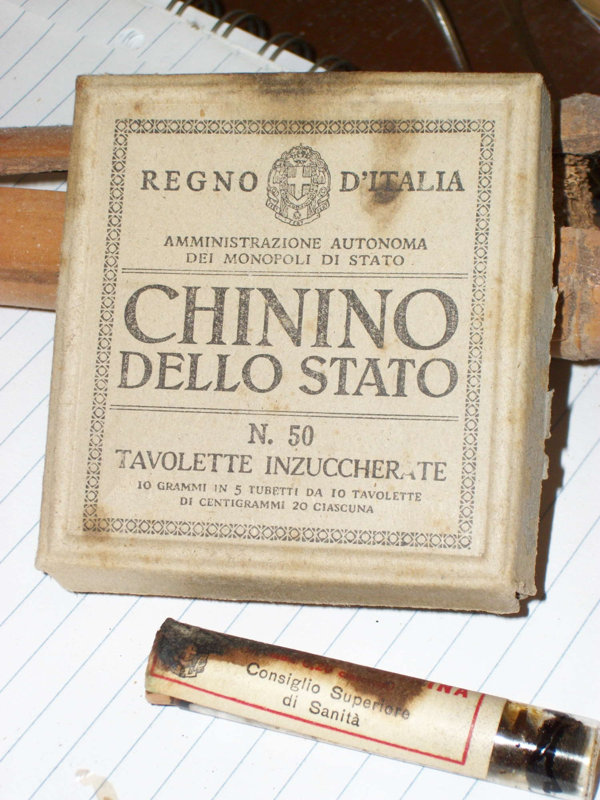 REGNO D'ITALIA
AMMINISTRAZIONE AUTONOMA
DEI MONOPOLI DI STATO
CHININO
DELLO STATO
N. 50
TAVOLETTE INZUCCHERATE
10 GRAMMI IN 5 TUBETTI DA 10 TAVOLETTE
DI CENTIGRAMMI 20 CIASCUNA
Consiglio Superiore
di Sanità